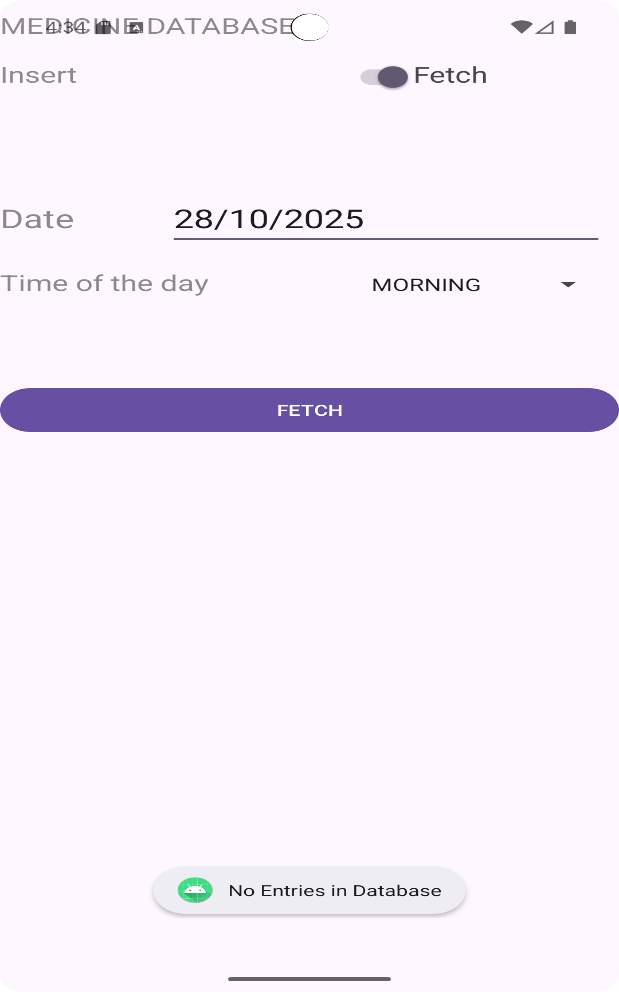 4:34
MEDICINE DATABASE
Insert Fetch
Date 28/10/2025
Time of the day MORNING
FETCH
No Entries in Database